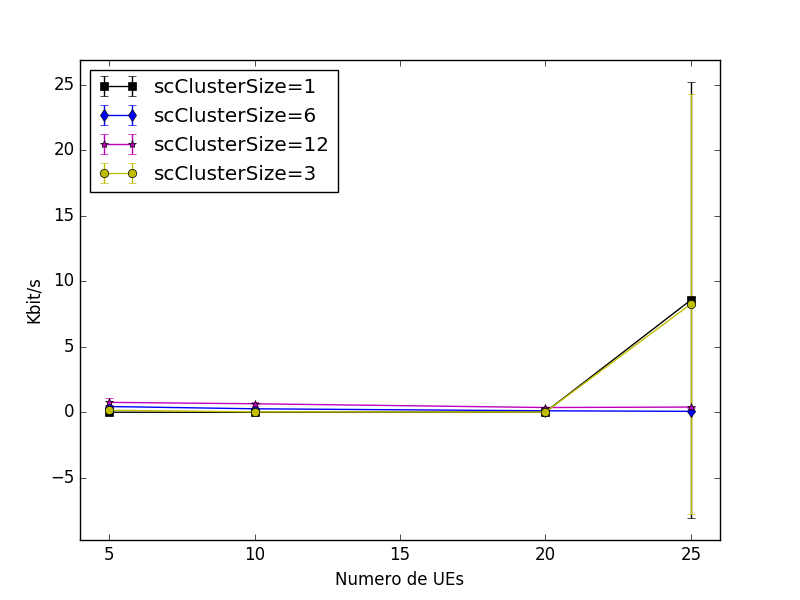 scClusterSize=1
scClusterSize=6
scClusterSize=12
scClusterSize=3
25
20
15
10
5
0
−5
Kbit/s
5 10 15 20 25
Numero de UEs